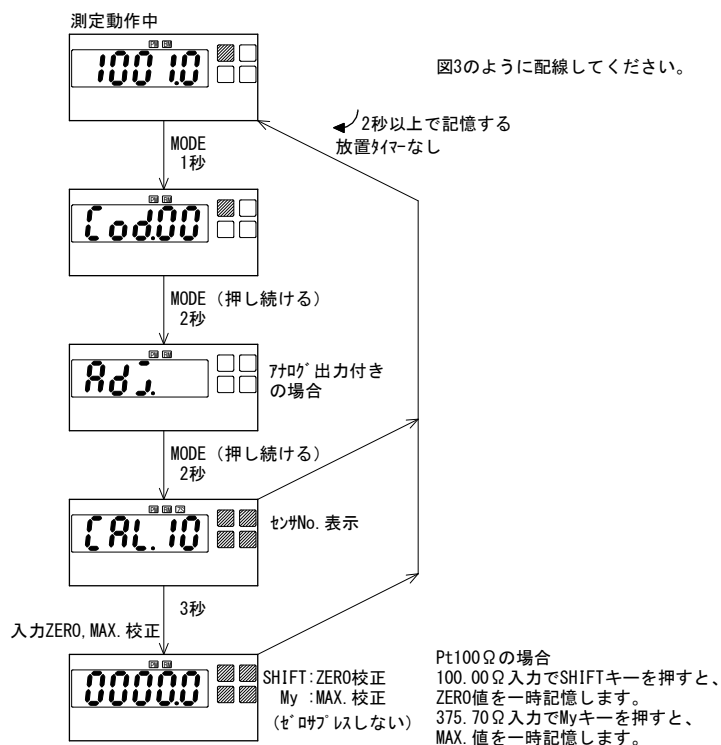 測定動作中
PM RM
1001.0
図3のように配線してください。
2秒以上で記憶する
放置ﾀｲﾏｰなし
MODE
1秒
PM RM
Cod.00
MODE（押し続ける）
2秒
PM RM
Adj.
ｱﾅﾛｸﾞ出力付き
の場合
MODE（押し続ける）
2秒
CAL.10
ｾﾝｻNo.表示
3秒
入力ZERO,MAX.校正
PM RM
0000.0
SHIFT:ZERO校正
My :MAX.校正
（ｾﾞﾛｻﾌﾟﾚｽしない）
Pt100Ωの場合
100.00Ω入力でSHIFTキーを押すと、
ZERO値を一時記憶します。
375.70Ω入力でMyキーを押すと、
MAX.値を一時記憶します。